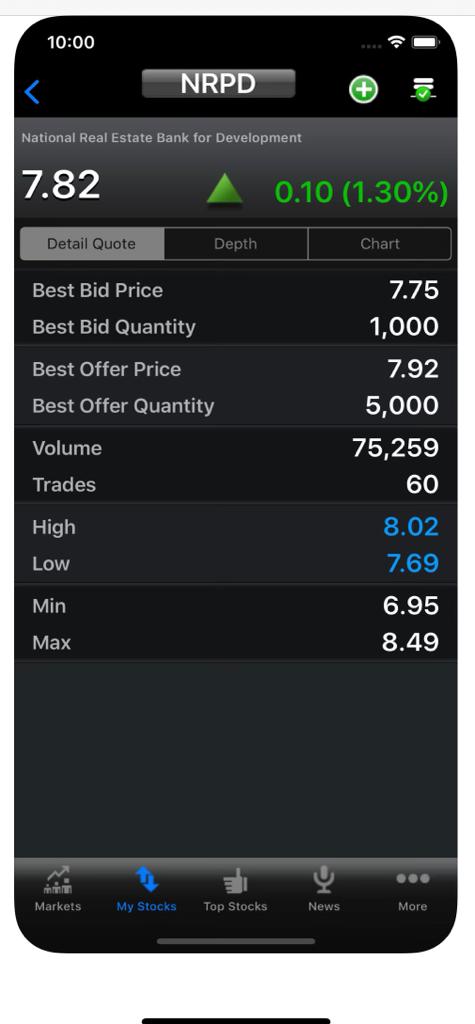 10:00
NRPD
National Real Estate Bank for Development
7.82 0.10 (1.30%)
Detail Quote Depth Chart
Best Bid Price 7.75
Best Bid Quantity 1,000
Best Offer Price 7.92
Best Offer Quantity 5,000
Volume 75,259
Trades 60
High 8.02
Low 7.69
Min 6.95
Max 8.49
Markets My Stocks Top Stocks News More